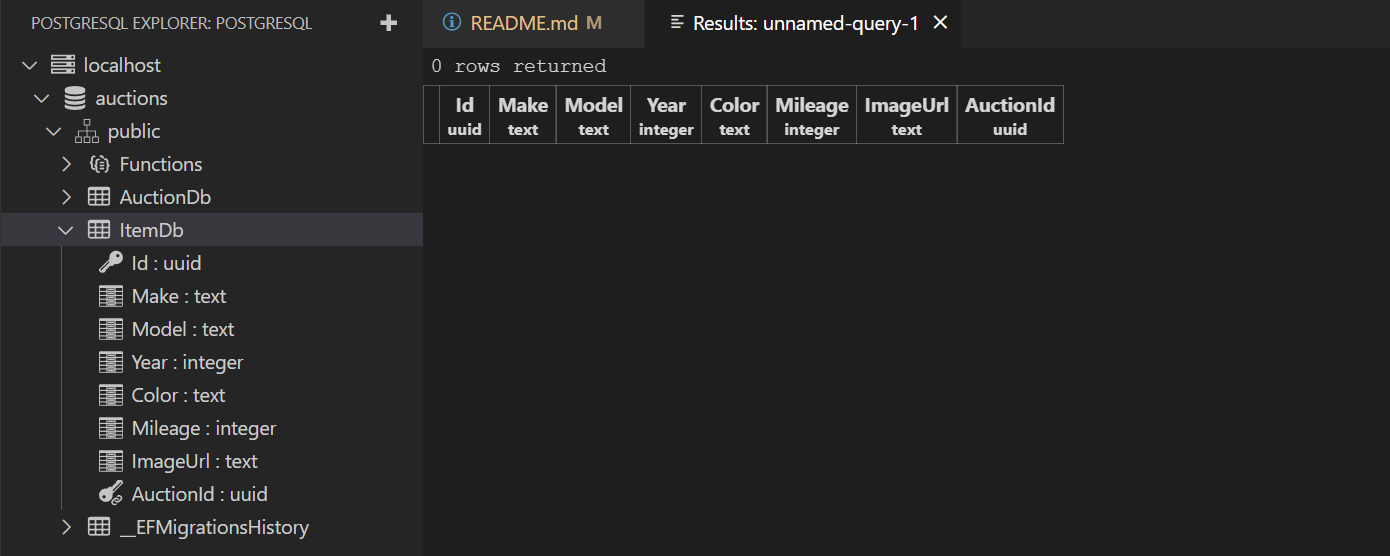 POSTGRESQL EXPLORER: POSTGRESQL
localhost
auctions
public
Functions
AuctionDb
ItemDb
Id : uuid
Make : text
Model : text
Year : integer
Color : text
Mileage : integer
ImageUrl : text
AuctionId : uuid
__EFMigrationsHistory
README.md M Results: unnamed-query-1
0 rows returned
Id Make Model Year Color Mileage ImageUrl AuctionId
uuid text text integer text integer text uuid